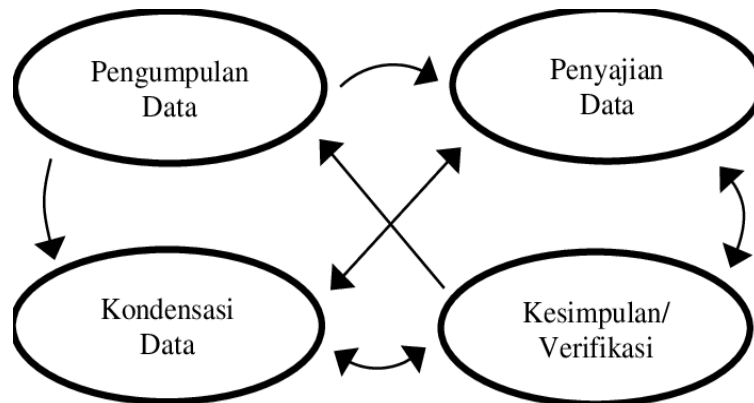 Pengumpulan
Data
Penyajian
Data
Kondensasi
Data
Kesimpulan/
Verifikasi